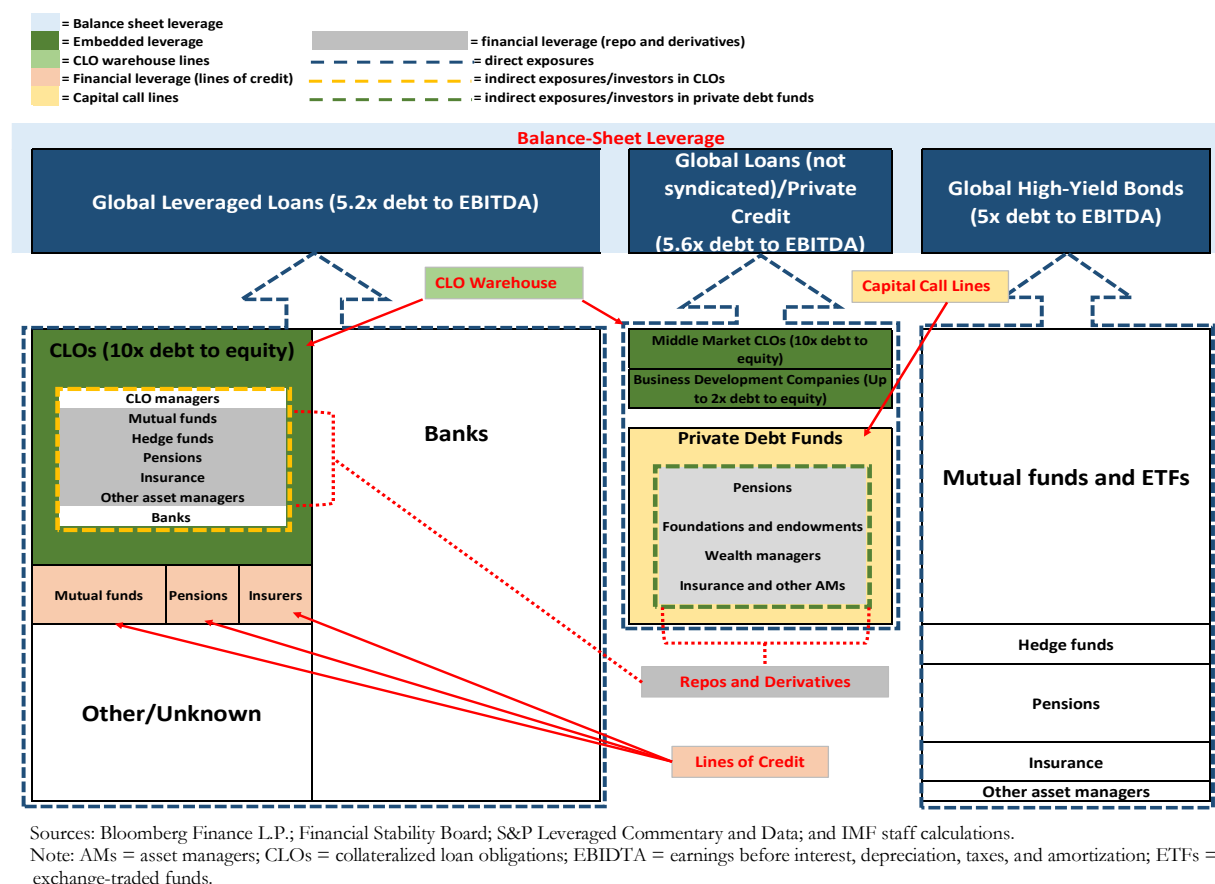 = Balance sheet leverage
= Embedded leverage
= CLO warehouse lines
= Financial leverage (lines of credit)
= Capital call lines
= financial leverage (repo and derivatives)
= direct exposures
= indirect exposures/investors in CLOs
= indirect exposures/investors in private debt funds
Balance-Sheet Leverage
Global Leveraged Loans (5.2x debt to EBITDA)
Global Loans (not
syndicated)/Private
Credit
(5.6x debt to EBITDA)
Global High-Yield Bonds
(5x debt to EBITDA)
CLO Warehouse
Capital Call Lines
CLOs (10x debt to equity)
CLO managers
Mutual funds
Hedge funds
Pensions
Insurance
Other asset managers
Banks
Banks
Middle Market CLOs (10x debt to
equity)
Business Development Companies (Up
to 2x debt to equity)
Private Debt Funds
Pensions
Foundations and endowments
Wealth managers
Insurance and other AMs
Mutual funds and ETFs
Mutual funds
Pensions
Insurers
Other/Unknown
Repos and Derivatives
Lines of Credit
Hedge funds
Pensions
Insurance
Other asset managers
Sources: Bloomberg Finance L.P.; Financial Stability Board; S&P Leveraged Commentary and Data; and IMF staff calculations.
Note: AMs = asset managers; CLOs = collateralized loan obligations; EBIDTA = earnings before interest, depreciation, taxes, and amortization; ETFs =
exchange-traded funds.